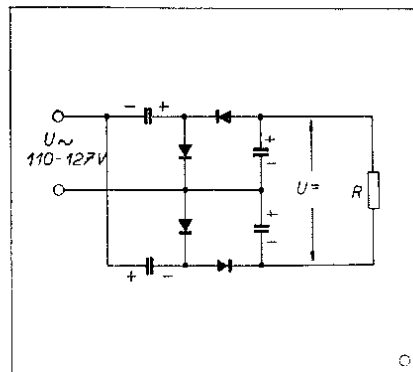 - +
U~
110-127V
+
-
U=
R
+
-
+ -